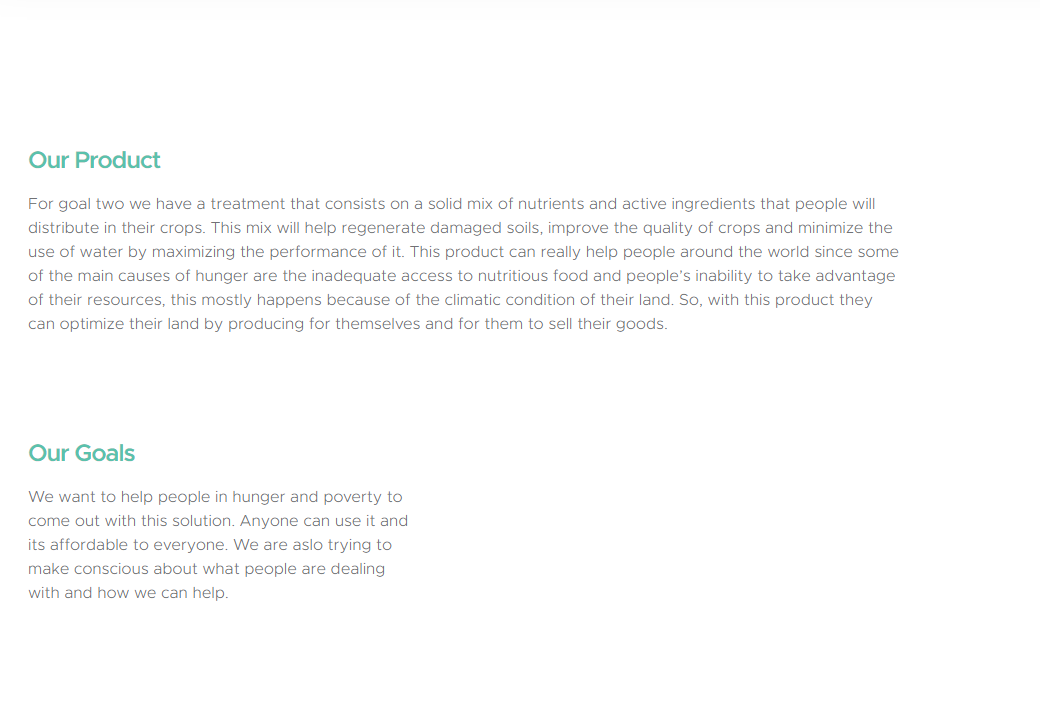 Our Product
For goal two we have a treatment that consists on a solid mix of nutrients and active ingredients that people will
distribute in their crops. This mix will help regenerate damaged soils, improve the quality of crops and minimize the
use of water by maximizing the performance of it. This product can really help people around the world since some
of the main causes of hunger are the inadequate access to nutritious food and people's inability to take advantage
of their resources, this mostly happens because of the climatic condition of their land. So, with this product they
can optimize their land by producing for themselves and for them to sell their goods.
Our Goals
We want to help people in hunger and poverty to
come out with this solution. Anyone can use it and
its affordable to everyone. We are aslo trying to
make conscious about what people are dealing
with and how we can help.